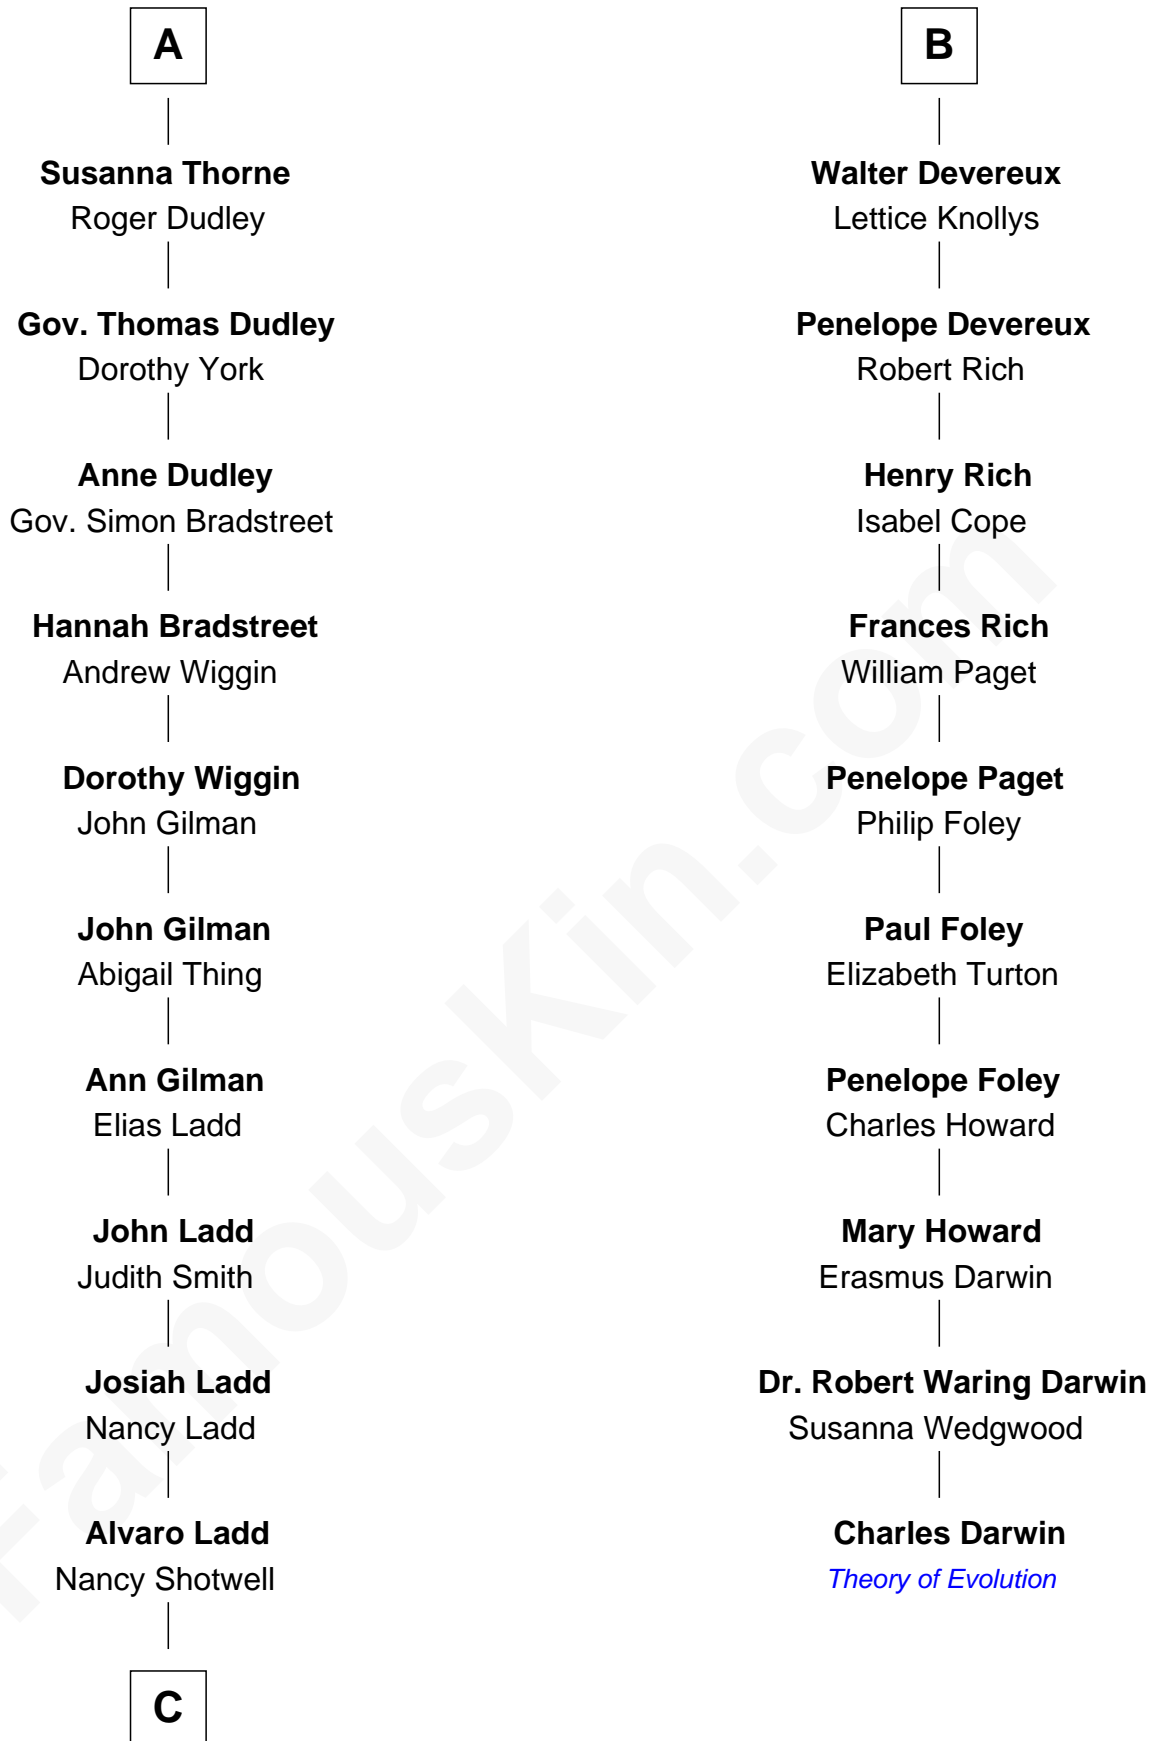 A
Susanna Thorne
Roger Dudley
Gov. Thomas Dudley
Dorothy York
Anne Dudley
Gov. Simon Bradstreet
Hannah Bradstreet
Andrew Wiggin
Dorothy Wiggin
John Gilman
John Gilman
Abigail Thing
Ann Gilman
Elias Ladd
John Ladd
Judith Smith
Josiah Ladd
Nancy Ladd
Alvaro Ladd
Nancy Shotwell
C
B
Walter Devereux
Lettice Knollys
Penelope Devereux
Robert Rich
Henry Rich
Isabel Cope
Frances Rich
William Paget
Penelope Paget
Philip Foley
Paul Foley
Elizabeth Turton
Penelope Foley
Charles Howard
Mary Howard
Erasmus Darwin
Dr. Robert Waring Darwin
Susanna Wedgwood
Charles Darwin
Theory of Evolution
FamousKin.com